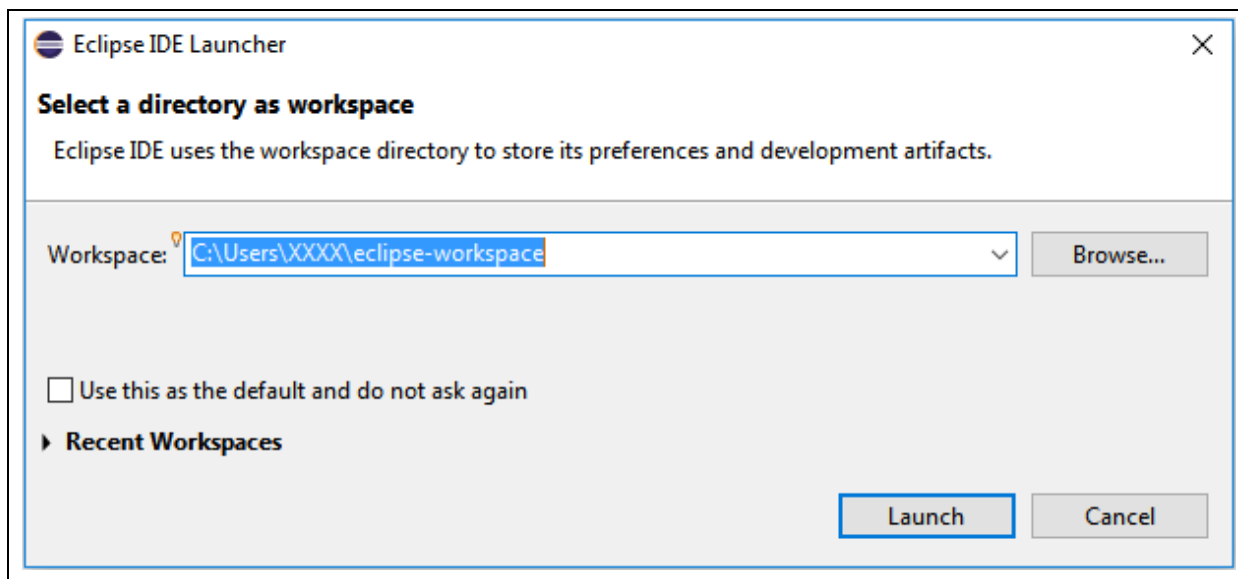 Eclipse IDE Launcher
Select a directory as workspace
Eclipse IDE uses the workspace directory to store its preferences and development artifacts.
Workspace: C:\Users\XXXX\eclipse-workspace Browse...
Use this as the default and do not ask again
Recent Workspaces
Launch Cancel